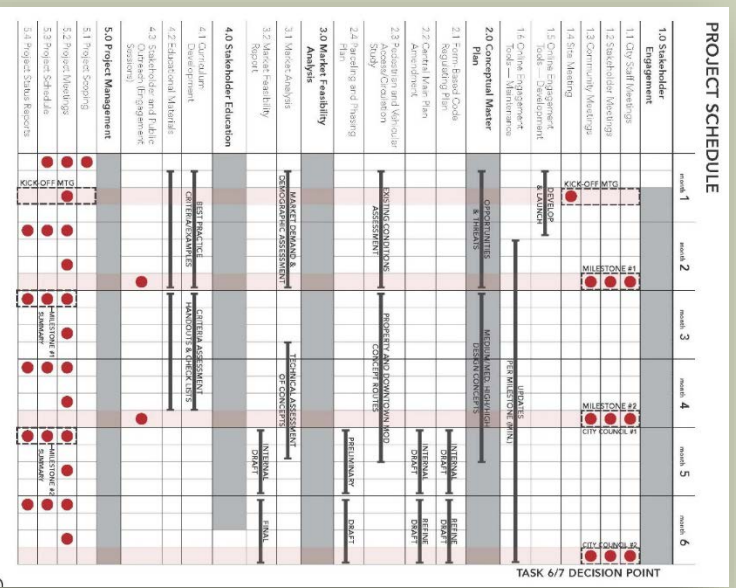 PROJECT SCHEDULE
month 1
month 2
month 3
month 4
month 5
month 6
1.0 Stakeholder
Engagement
1.1 City Staff Meetings
1.2 Stakeholder Meetings
1.3 Community Meetings
1.4 Site Meeting
1.5 Online Engagement
Tools — Development
1.6 Online Engagement
Tools — Maintenance
KICK-OFF MTG
MILESTONE #1
MILESTONE #2
CITY COUNCIL #1
CITY COUNCIL #2
DEVELOP
& LAUNCH
UPDATES
PER MILESTONE (MIN.)
2.0 Conceptual Master
Plan
2.1 Form-Based Code
Regulating Plan
2.2 Central Main Plan
Amendment
2.3 Pedestrian and Vehicular
Access/Circulation
Study
2.4 Parceling and Phasing
Plan
OPPORTUNITIES
& THREATS
MEDIUM/MED. HIGH/HIGH
DESIGN CONCEPTS
INTERNAL
DRAFT
REFINE
DRAFT
INTERNAL
DRAFT
REFINE
DRAFT
EXISTING CONDITIONS
ASSESSMENT
PROPERTY AND DOWNTOWN MOD
CONCEPT ROUTES
PRELIMINARY
DRAFT
3.0 Market Feasibility
Analysis
3.1 Market Analysis
3.2 Market Feasibility
Report
MARKET DEMAND &
DEMOGRAPHIC ASSESSMENT
TECHNICAL ASSESSMENT
OF CONCEPTS
INTERNAL
DRAFT
FINAL
4.0 Stakeholder Education
4.1 Curriculum
Development
4.2 Educational Materials
4.3 Stakeholder and Public
Outreach (Engagement
Sessions)
BEST PRACTICE
CRITERIA/EXAMPLES
CRITERIA ASSESSMENT
HANDOUTS & CHECK LISTS
5.0 Project Management
5.1 Project Scoping
5.2 Project Meetings
5.3 Project Schedule
5.4 Project Status Reports
KICK-OFF MTG
MILESTONE #1
SUMMARY
MILESTONE #2
SUMMARY
TASK 6/7 DECISION POINT